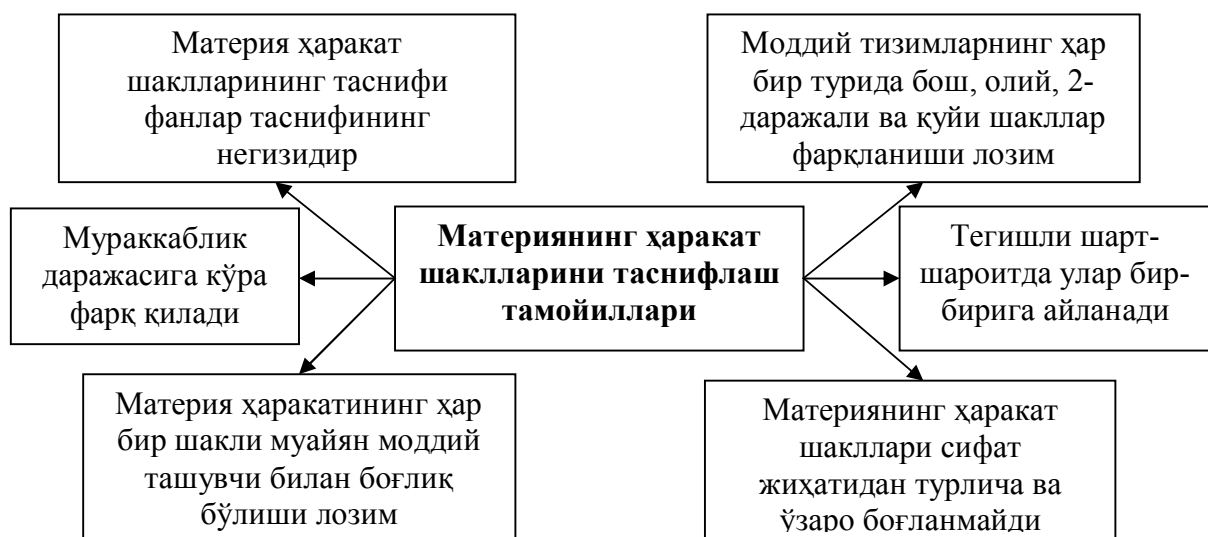 Материя ҳаракат
шаклларининг таснифи
фанлар таснифининг
негизидир
Моддий тизимларнинг ҳар
бир турида бош, олий, 2-
даражали ва қуйи шакллар
фарқланиши лозим
Мураккаблик
даражасига кўра
фарқ қилади
Материянинг ҳаракат
шаклларини таснифлаш
тамойиллари
Тегишли шарт-
шароитда улар бир-
бирига айланади
Материя ҳаракатининг ҳар
бир шакли муайян моддий
ташувчи билан боғлиқ
бўлиши лозим
Материянинг ҳаракат
шакллари сифат
жиҳатидан турлича ва
ўзаро боғланмайди